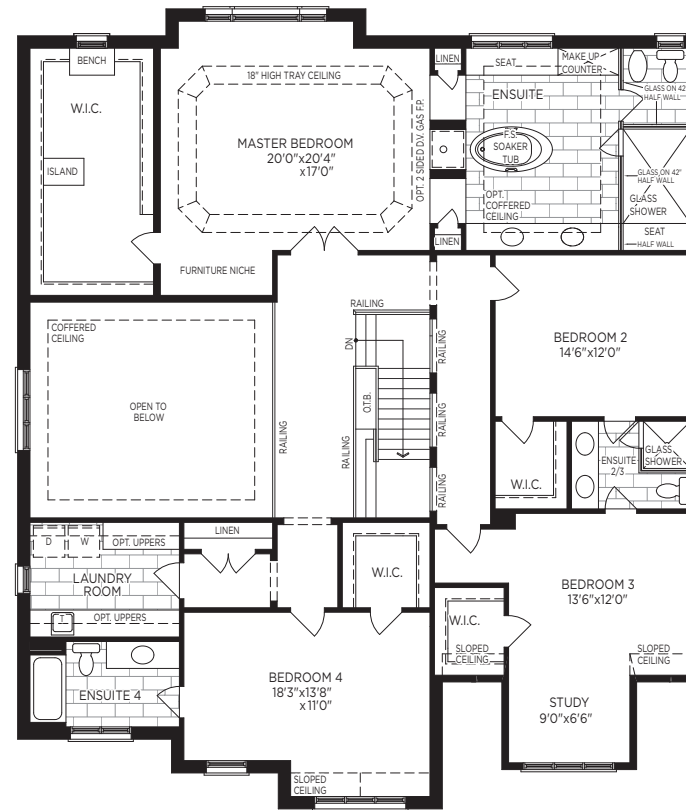 BENCH
W.I.C.
ISLAND
18" HIGH TRAY CEILING
MASTER BEDROOM
20'0"x20'4"
x17'0"
FURNITURE NICHE
OPT. 2 SIDED D.V. GAS F.P.
LINEN
LINEN
SEAT
MAKE UP
COUNTER
ENSUITE
F.S.
SOAKER
TUB
OPT.
COFFERED
CEILING
GLASS ON 42"
HALF WALL
GLASS ON 42"
HALF WALL
GLASS
SHOWER
SEAT
HALF WALL
COFFERED
CEILING
OPEN TO
BELOW
RAILING
RAILING
DN
O.T.B.
RAILING
RAILING
RAILING
RAILING
BEDROOM 2
14'6"x12'0"
W.I.C.
ENSUITE
2/3
GLASS
SHOWER
D
W
OPT. UPPERS
LAUNDRY
ROOM
T
OPT. UPPERS
LINEN
W.I.C.
ENSUITE 4
BEDROOM 4
18'3"x13'8"
x11'0"
SLOPED
CEILING
BEDROOM 3
13'6"x12'0"
W.I.C.
SLOPED
CEILING
SLOPED
CEILING
STUDY
9'0"x6'6"